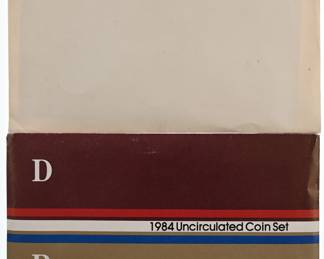 D
1984 Uncirculated Coin Set